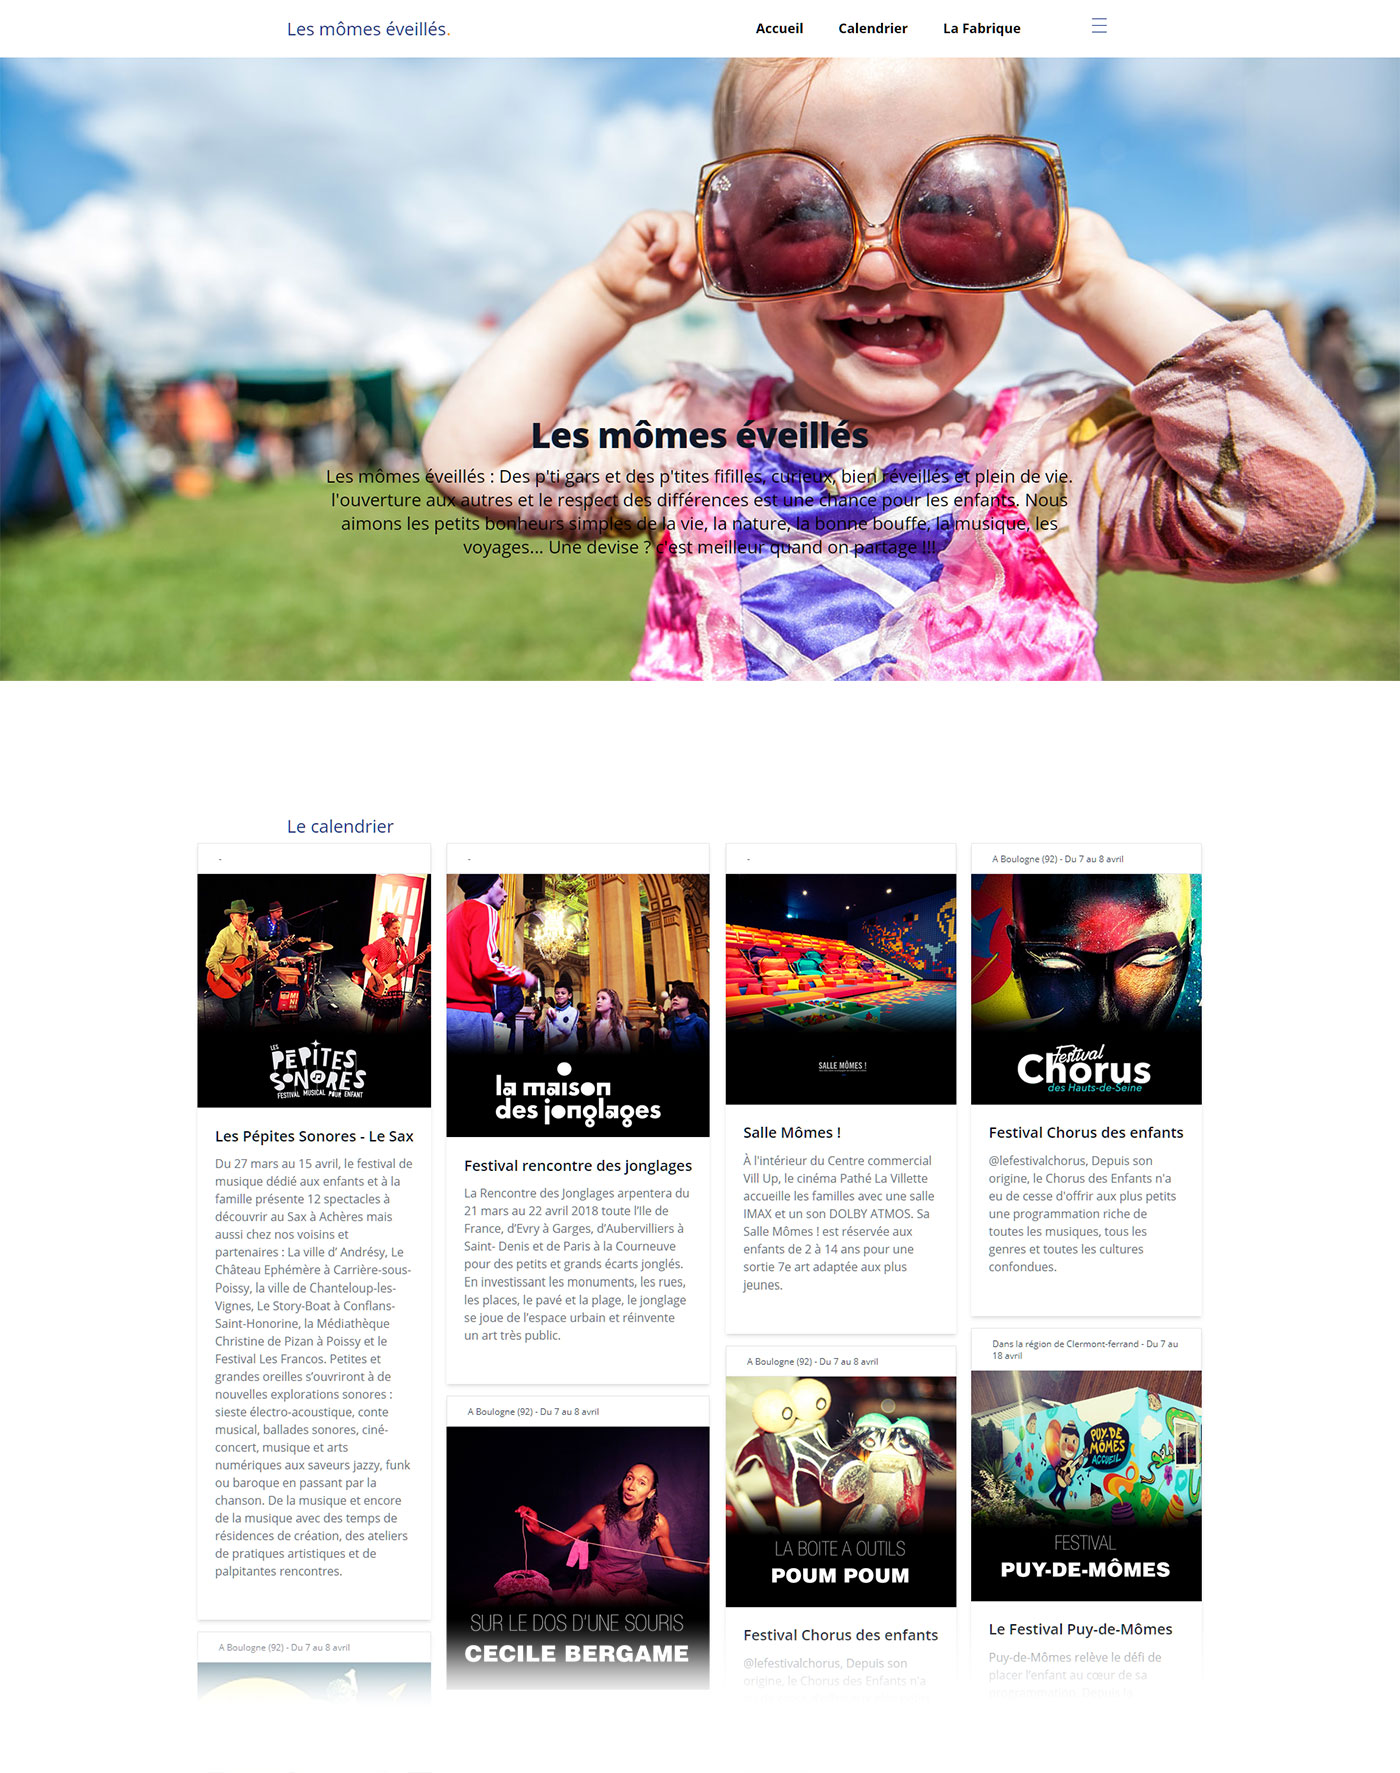 Les mômes éveillés.
Accueil
Calendrier
La Fabrique
Les mômes éveillés
Les mômes éveillés : Des p'ti gars et des p'tites fifilles, curieux, bien réveillés et plein de vie.
l'ouverture aux autres et le respect des différences est une chance pour les enfants. Nous
aimons les petits bonheurs simples de la vie, la nature, la bonne bouffe, la musique, les
voyages... Une devise ? c'est meilleur quand on partage !!!
Le calendrier
-
MI
NI
LES
PÉPITES
SONORES
FESTIVAL MUSICAL POUR ENFANT
Les Pépites Sonores - Le Sax
Du 27 mars au 15 avril, le festival de
musique dédié aux enfants et à la
famille présente 12 spectacles à
découvrir au Sax à Achères mais
aussi chez nos voisins et
partenaires : La ville d' Andrésy, Le
Château Ephémère à Carrière-sous-
Poissy, la ville de Chanteloup-les-
Vignes, Le Story-Boat à Conflans-
Saint-Honorine, la Médiathèque
Christine de Pizan à Poissy et le
Festival Les Francos. Petites et
grandes oreilles s'ouvriront à de
nouvelles explorations sonores :
sieste électro-acoustique, conte
musical, ballades sonores, ciné-
concert, musique et arts
numériques aux saveurs jazzy, funk
ou baroque en passant par la
chanson. De la musique et encore
de la musique avec des temps de
résidences de création, des ateliers
de pratiques artistiques et de
palpitantes rencontres.
A Boulogne (92) - Du 7 au 8 avril
-
la maison
des jonglages
Festival rencontre des jonglages
La Rencontre des Jonglages arpentera du
21 mars au 22 avril 2018 toute l'Ile de
France, d'Evry à Garges, d'Aubervilliers à
Saint- Denis et de Paris à la Courneuve
pour des petits et grands écarts jonglés.
En investissant les monuments, les rues,
les places, le pavé et la plage, le jonglage
se joue de l'espace urbain et réinvente
un art très public.
A Boulogne (92) - Du 7 au 8 avril
SUR LE DOS D'UNE SOURIS
CECILE BERGAME
-
SALLE MÔMES !
Salle Mômes !
À l'intérieur du Centre commercial
Vill Up, le cinéma Pathé La Villette
accueille les familles avec une salle
IMAX et un son DOLBY ATMOS. Sa
Salle Mômes ! est réservée aux
enfants de 2 à 14 ans pour une
sortie 7e art adaptée aux plus
jeunes.
A Boulogne (92) - Du 7 au 8 avril
LA BOITE A OUTILS
POUM POUM
Festival Chorus des enfants
@lefestivalchorus, Depuis son
origine, le Chorus des Enfants n'a
A Boulogne (92) - Du 7 au 8 avril
Festival
Chorus
des Hauts-de-Seine
Festival Chorus des enfants
@lefestivalchorus, Depuis son
origine, le Chorus des Enfants n'a
eu de cesse d'offrir aux plus petits
une programmation riche de
toutes les musiques, tous les
genres et toutes les cultures
confondues.
Dans la région de Clermont-ferrand - Du 7 au
18 avril
PUY-DE
MÔMES
ACCUEIL
FESTIVAL
PUY-DE-MÔMES
Le Festival Puy-de-Mômes
Puy-de-Mômes relève le défi de
placer l'enfant au cœur de sa
programmation. Depuis la